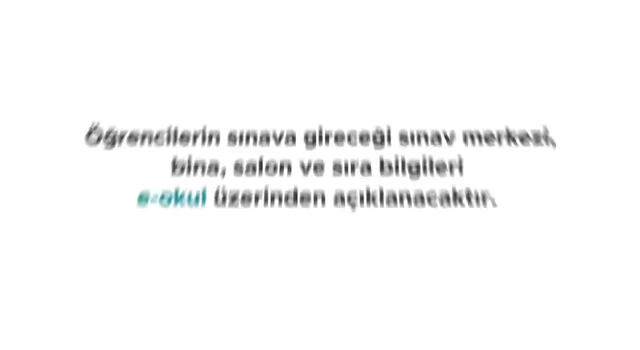 Öğrencilerin sınava gireceği sınav merkezi,
bina, salon ve sıra bilgileri
e-okul üzerinden açıklanacaktır.